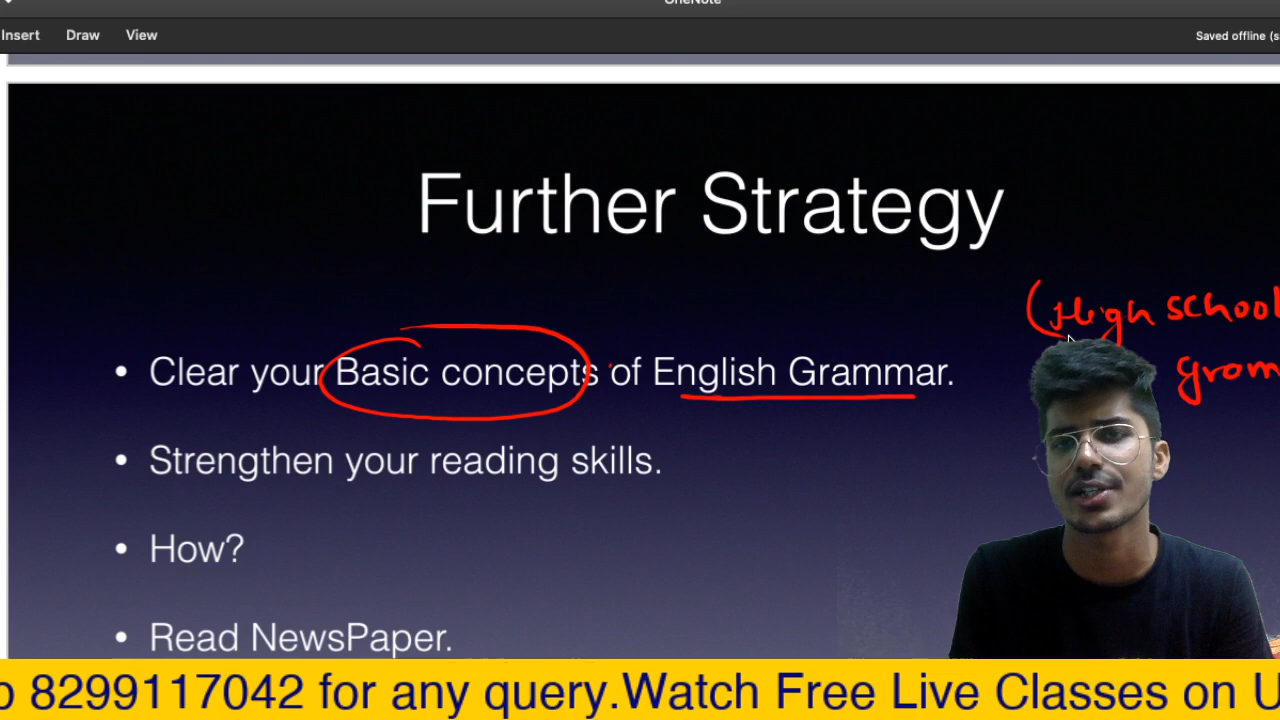 OneNote
Insert Draw View
Saved offline (s
Further Strategy
(High school
gram
• Clear your Basic concepts of English Grammar.
• Strengthen your reading skills.
• How?
• Read NewsPaper.
o 8299117042 for any query.Watch Free Live Classes on U